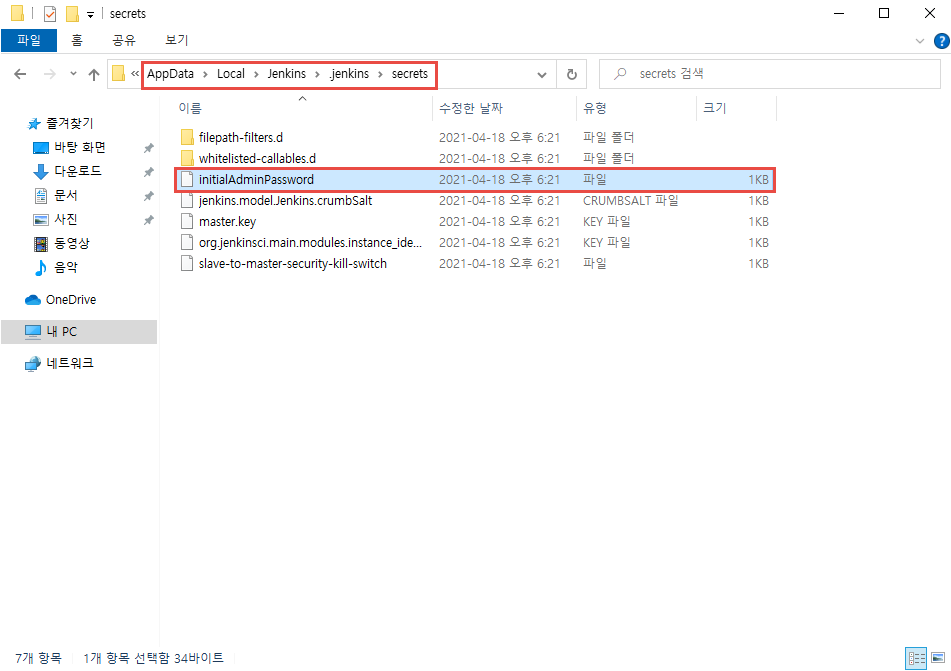 secrets
파일 홈 공유 보기
« AppData > Local > Jenkins > .jenkins > secrets
secrets 검색
이름 수정한 날짜 유형 크기
즐겨찾기
바탕 화면
다운로드
문서
사진
동영상
음악
OneDrive
내 PC
네트워크
filepath-filters.d 2021-04-18 오후 6:21 파일 폴더
whitelisted-callables.d 2021-04-18 오후 6:21 파일 폴더
initialAdminPassword 2021-04-18 오후 6:21 파일 1KB
jenkins.model.Jenkins.crumbSalt 2021-04-18 오후 6:21 CRUMBSALT 파일 1KB
master.key 2021-04-18 오후 6:21 KEY 파일 1KB
org.jenkinsci.main.modules.instance_ide... 2021-04-18 오후 6:21 KEY 파일 1KB
slave-to-master-security-kill-switch 2021-04-18 오후 6:21 파일 1KB
7개 항목 1개 항목 선택함 34바이트